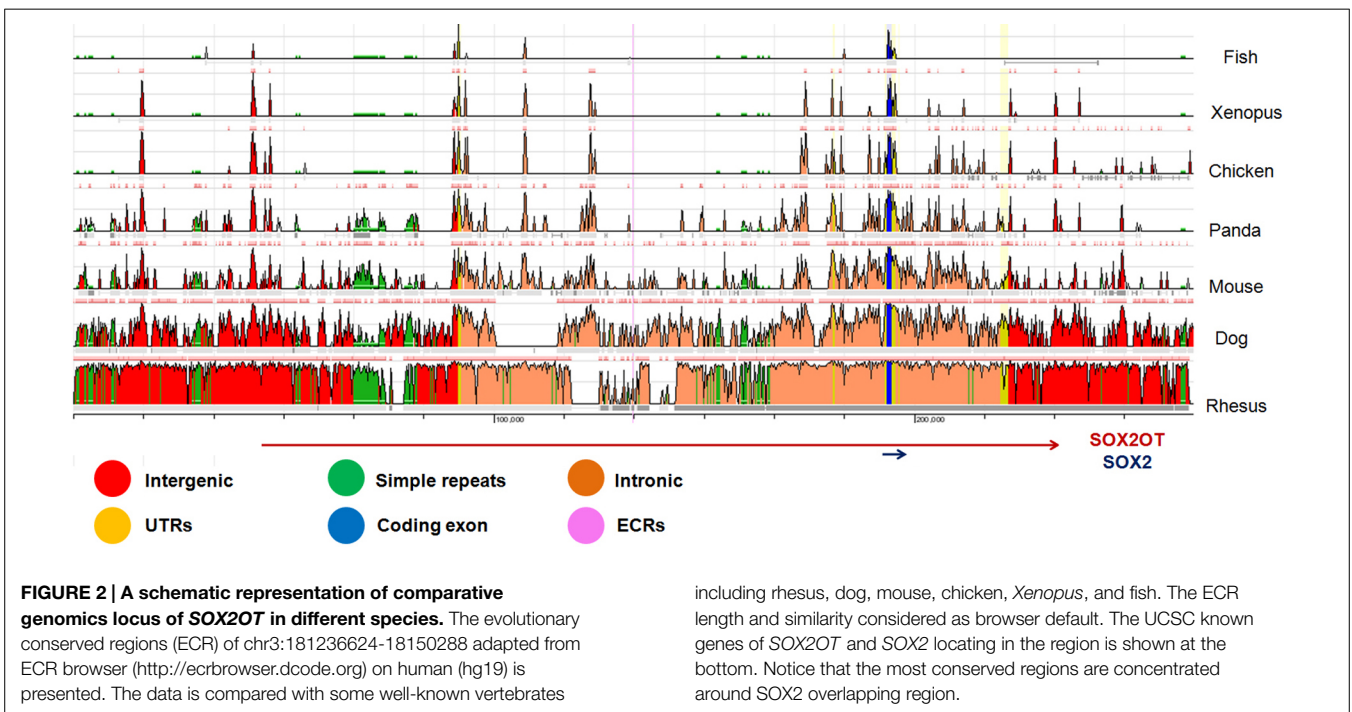 Fish
Xenopus
Chicken
Panda
Mouse
Dog
Rhesus
100,000
200,000
SOX2OT
SOX2
Intergenic
Simple repeats
Intronic
UTRs
Coding exon
ECRs
FIGURE 2 | A schematic representation of comparative
genomics locus of SOX2OT in different species. The evolutionary
conserved regions (ECR) of chr3:181236624-18150288 adapted from
ECR browser (http://ecrbrowser.dcode.org) on human (hg19) is
presented. The data is compared with some well-known vertebrates
including rhesus, dog, mouse, chicken, Xenopus, and fish. The ECR
length and similarity considered as browser default. The UCSC known
genes of SOX2OT and SOX2 locating in the region is shown at the
bottom. Notice that the most conserved regions are concentrated
around SOX2 overlapping region.